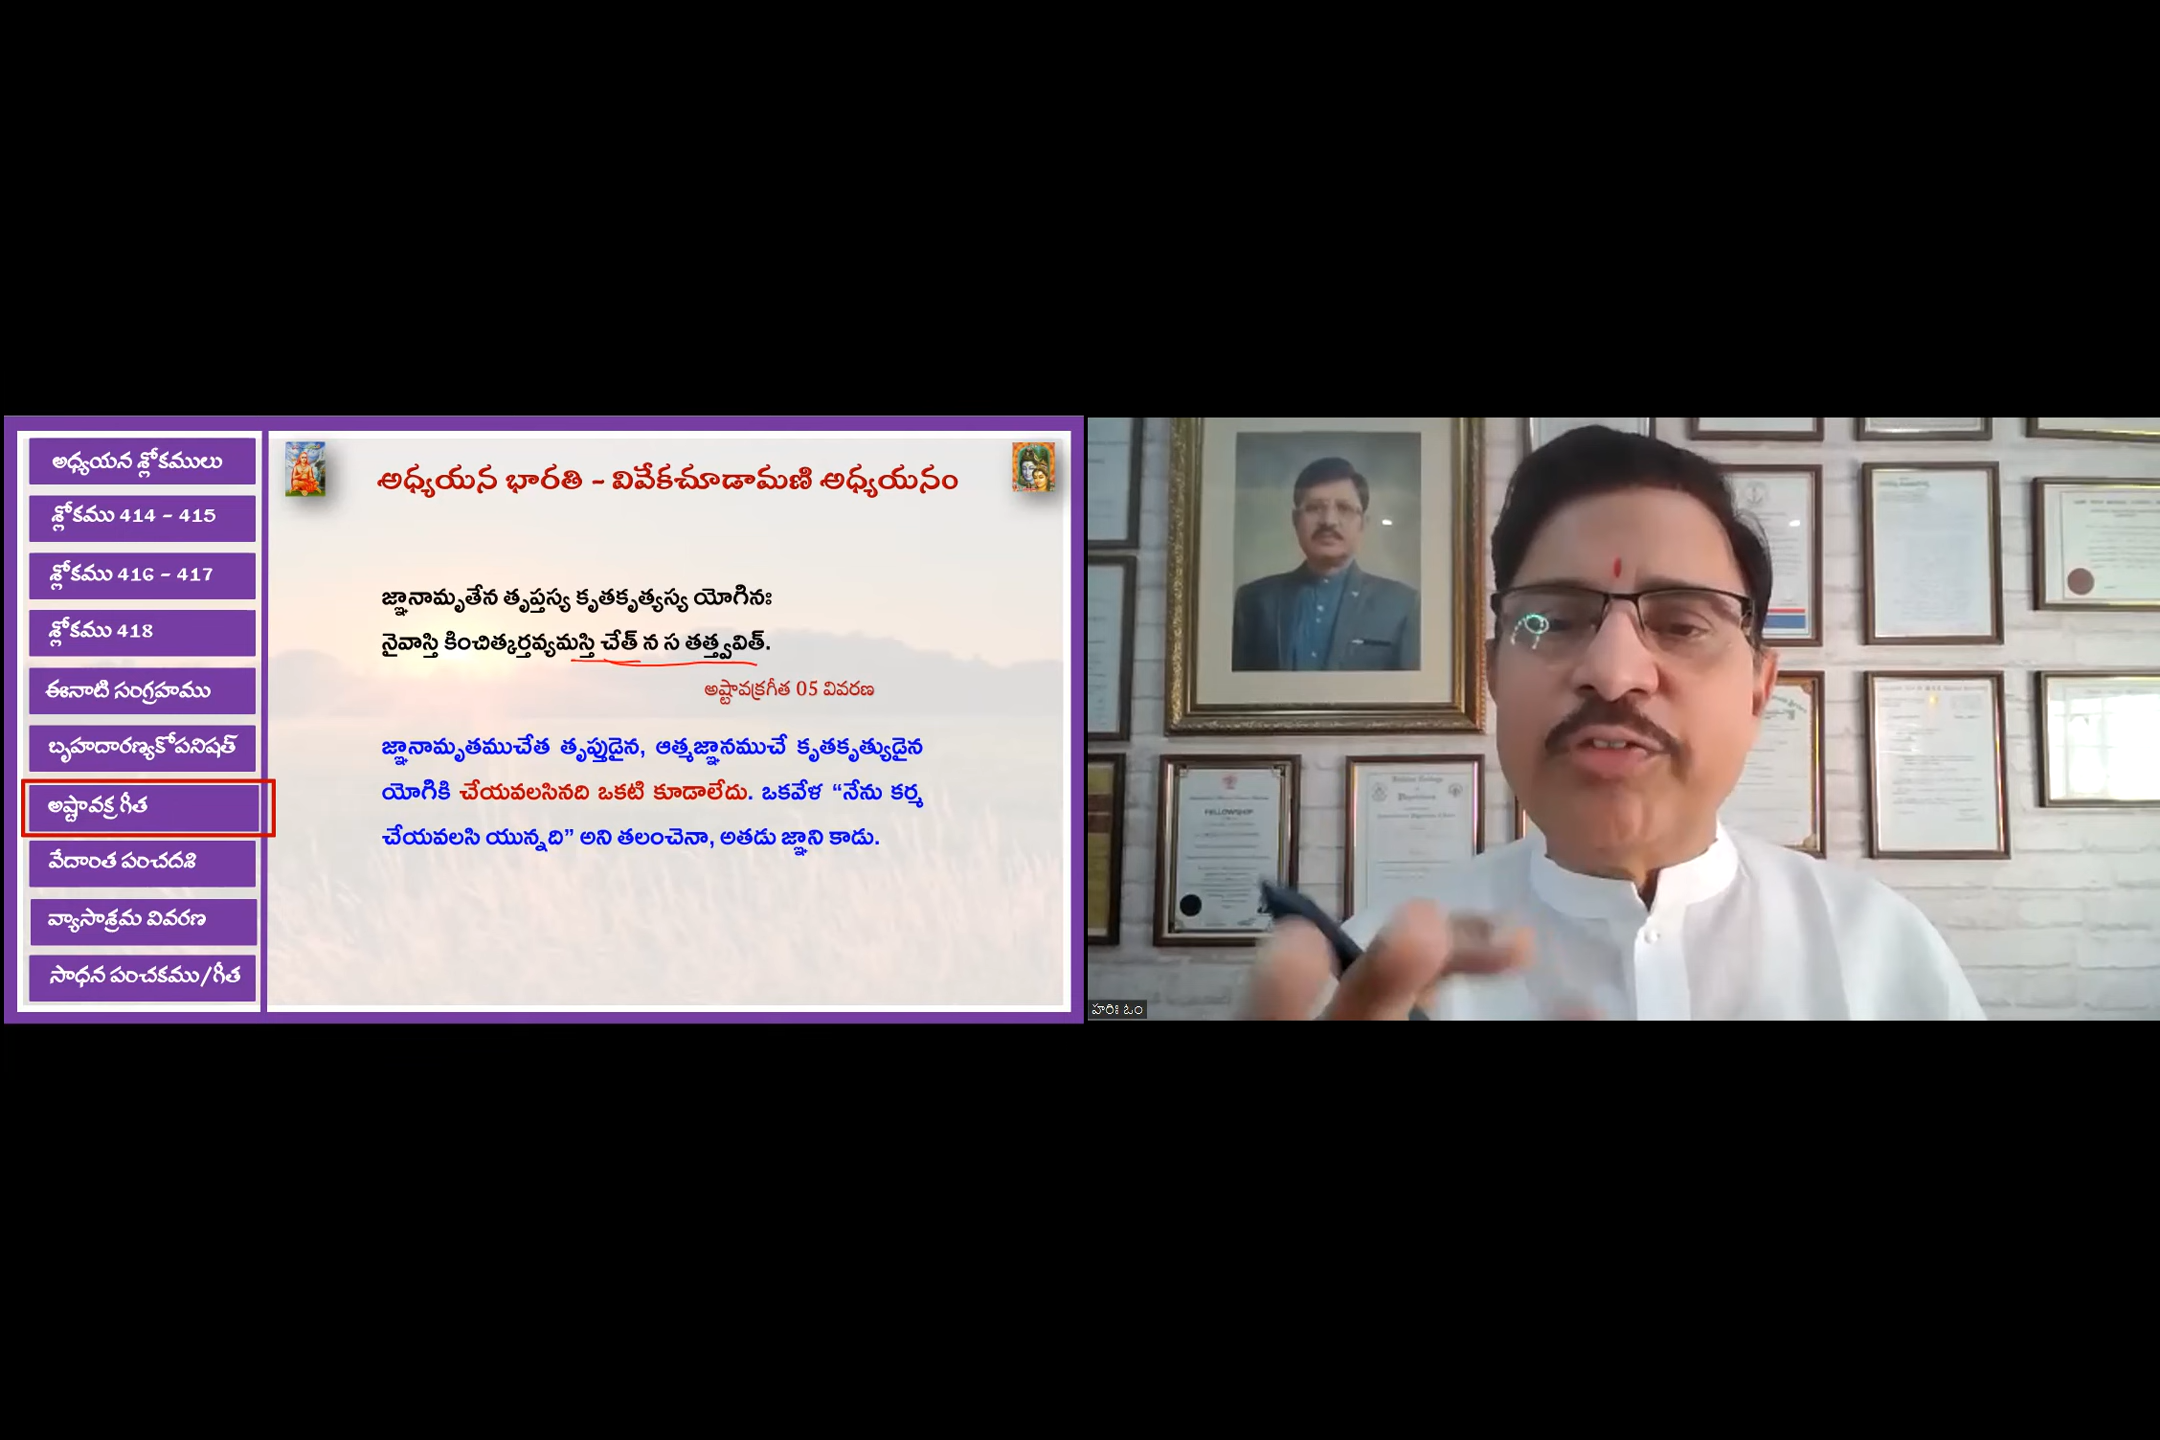 అధ్యయన శ్లోకములు
శ్లోకము 414 - 415
శ్లోకము 416 - 417
శ్లోకము 418
ఈనాటి సంగ్రహము
బృహదారణ్యకోపనిషత్
అష్టావక్ర గీత
వేదాంత పంచదశి
వ్యాసాశ్రమ వివరణ
సాధన పంచకము/గీత
అధ్యయన భారతి - వివేకచూడామణి అధ్యయనం
జ్ఞానామృతేన తృప్తస్య కృతకృత్యస్య యోగినః
నైవాస్తి కించిత్కర్తవ్యమస్తి చేత్ న స తత్త్వవిత్.
అష్టావక్రగీత 05 వివరణ
జ్ఞానామృతముచేత తృప్తుడైన, ఆత్మజ్ఞానముచే కృతకృత్యుడైన
యోగికి చేయవలసినది ఒకటి కూడాలేదు. ఒకవేళ “నేను కర్మ
చేయవలసి యున్నది” అని తలంచెనా, అతడు జ్ఞాని కాడు.
FELLOWSHIP
హరిః ఓం